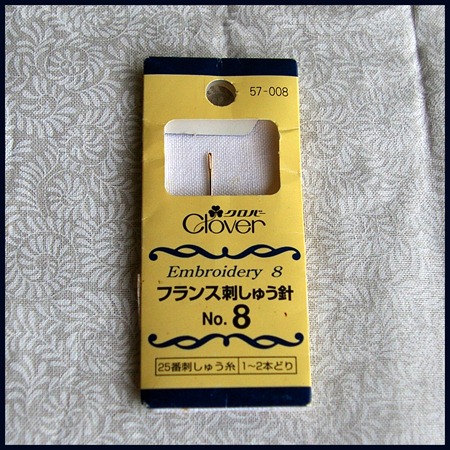 57-008
クロバー
Clover
Embroidery 8
フランス刺しゅう針
No. 8
25番刺しゅう糸 1～2本どり